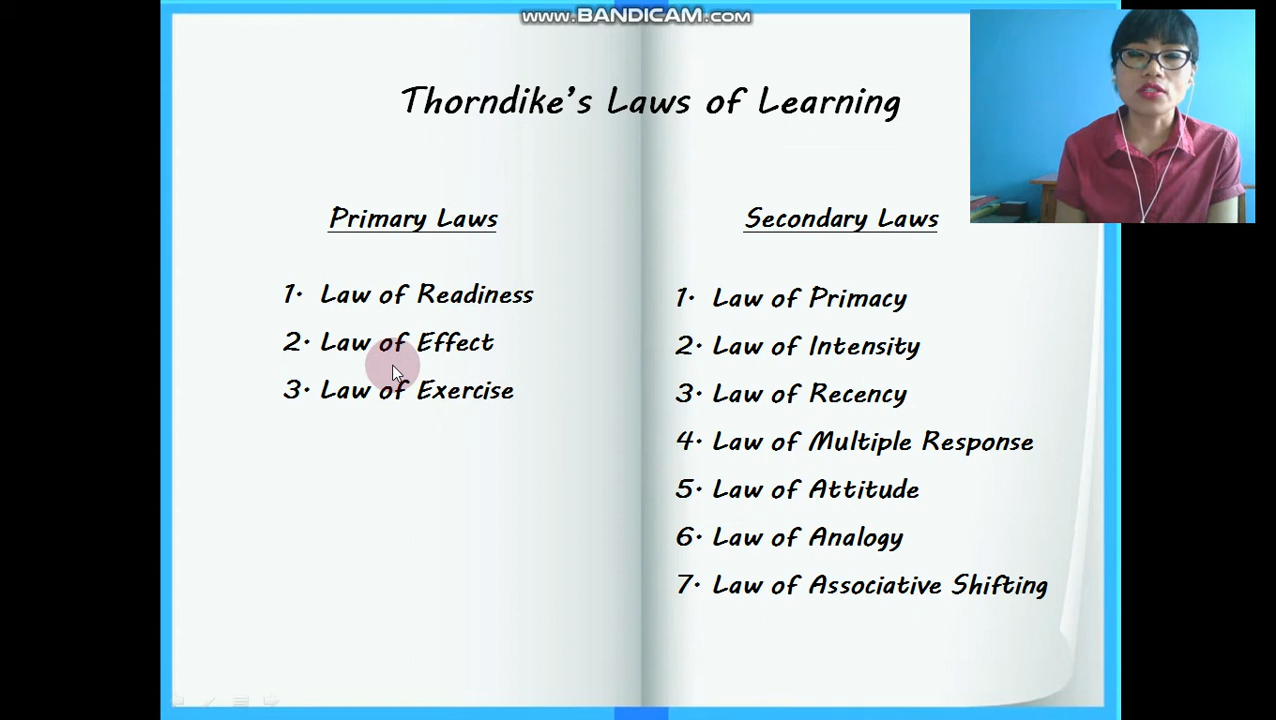 www.BANDICAM.com
Thorndike's Laws of Learning
Primary Laws
1. Law of Readiness
2. Law of Effect
3. Law of Exercise
Secondary Laws
1. Law of Primacy
2. Law of Intensity
3. Law of Recency
4. Law of Multiple Response
5. Law of Attitude
6. Law of Analogy
7. Law of Associative Shifting